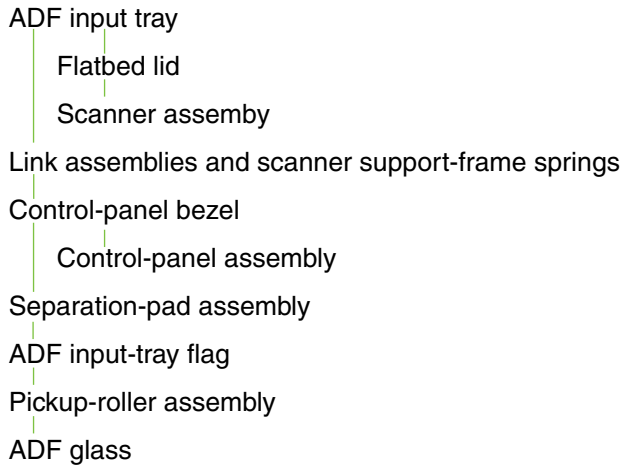 ADF input tray
Flatbed lid
Scanner assemby
Link assemblies and scanner support-frame springs
Control-panel bezel
Control-panel assembly
Separation-pad assembly
ADF input-tray flag
Pickup-roller assembly
ADF glass